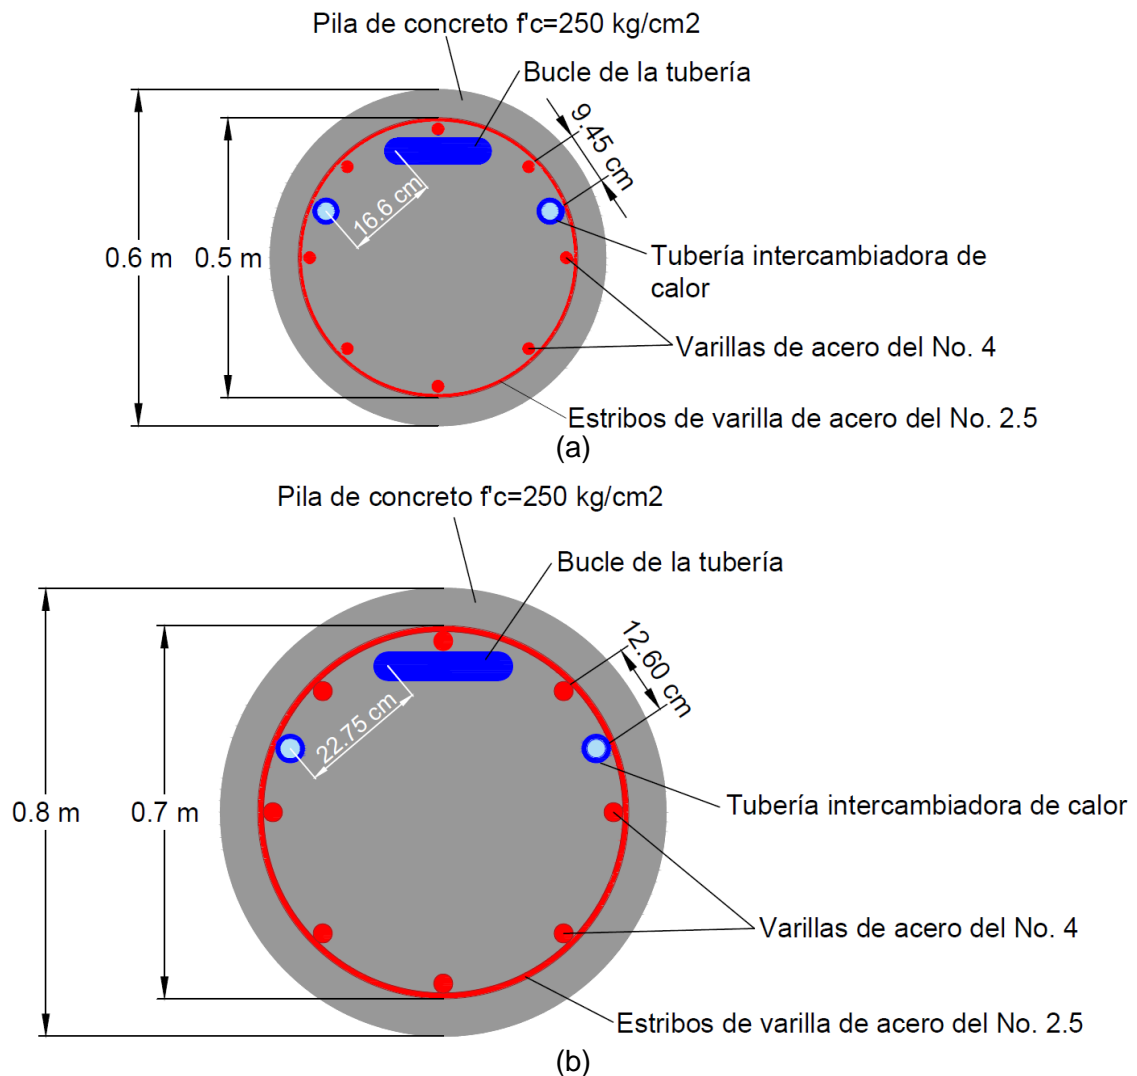 Pila de concreto f'c=250 kg/cm2
Bucle de la tubería
9.45 cm
16.6 cm
0.6 m
0.5 m
Tubería intercambiadora de
calor
Varillas de acero del No. 4
Estribos de varilla de acero del No. 2.5
(a)
Pila de concreto f'c=250 kg/cm2
Bucle de la tubería
12.60 cm
22.75 cm
0.8 m
0.7 m
Tubería intercambiadora de calor
Varillas de acero del No. 4
Estribos de varilla de acero del No. 2.5
(b)